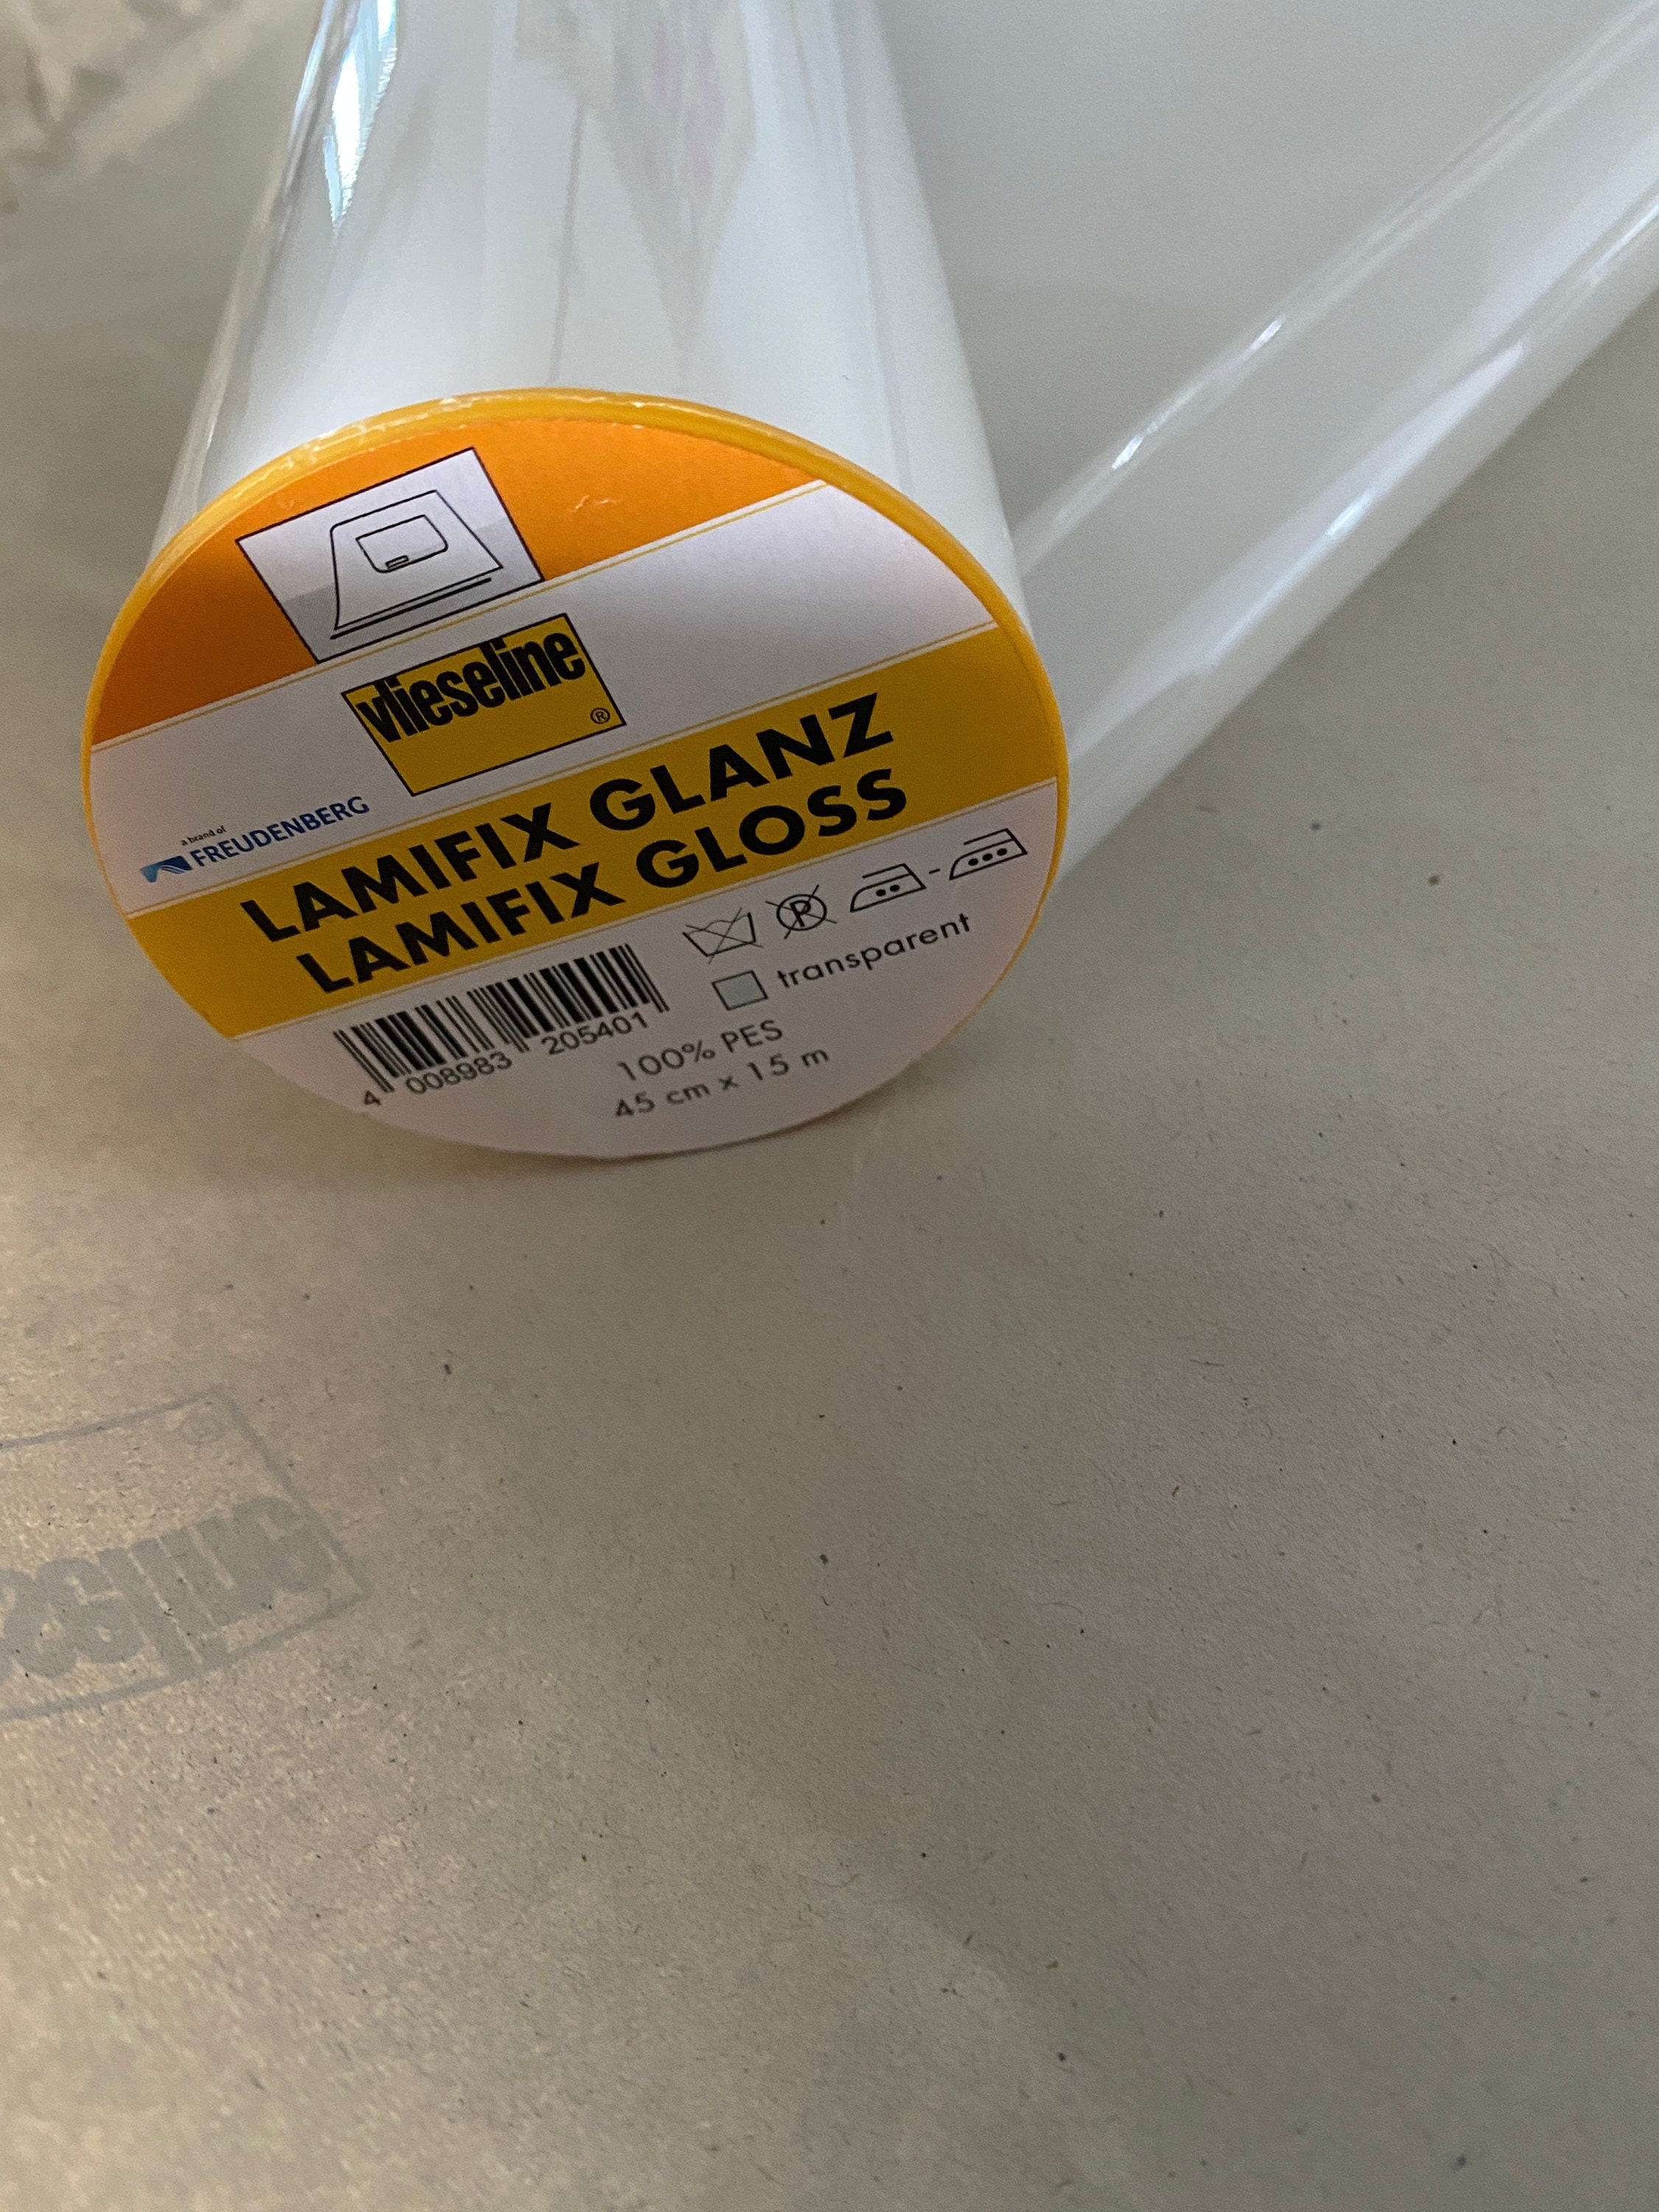 vlieseline
®
a brand of
FREUDENBERG
LAMIFIX GLANZ
LAMIFIX GLOSS
P
transparent
4 008983 205401
100% PES
45 cm x 15 m
®